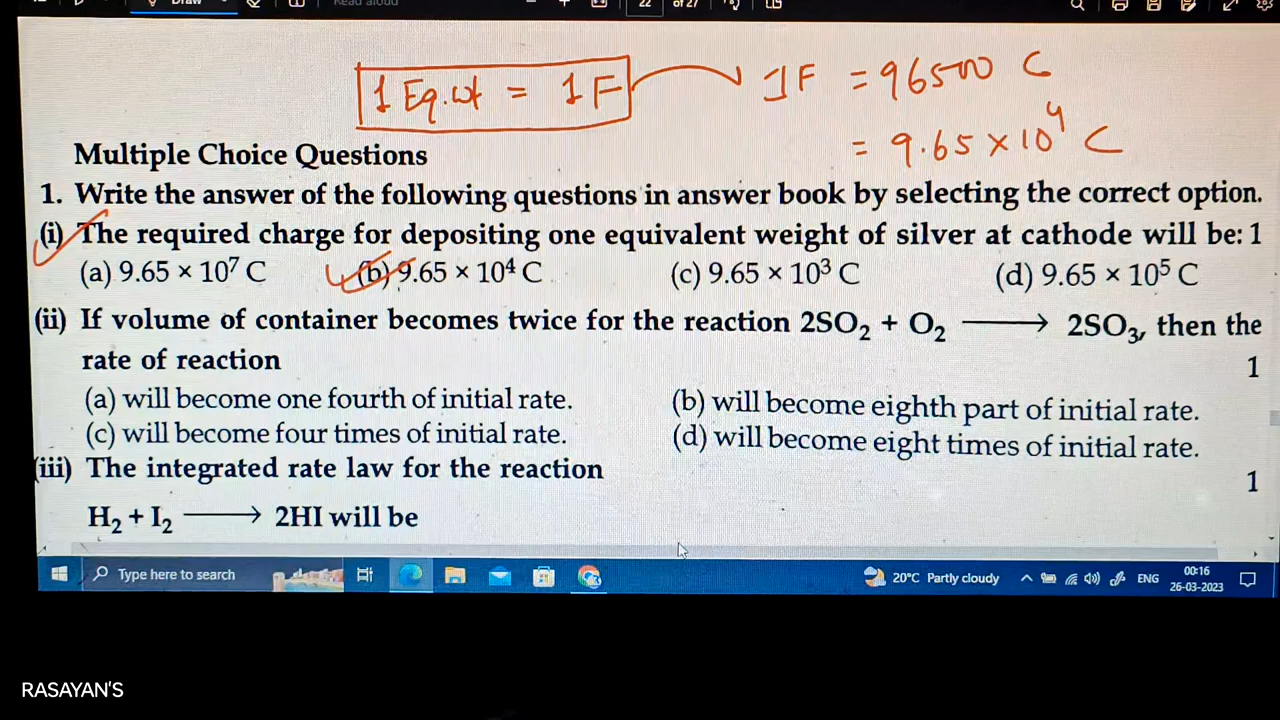 Draw
Read aloud
22 of 27
1 Eq.wt = 1F
1F = 96500 C
= 9.65 × 10⁴ C
Multiple Choice Questions
1. Write the answer of the following questions in answer book by selecting the correct option.
(i) The required charge for depositing one equivalent weight of silver at cathode will be: 1
(a) 9.65 × 10⁷ C (b) 9.65 × 10⁴ C (c) 9.65 × 10³ C (d) 9.65 × 10⁵ C
(ii) If volume of container becomes twice for the reaction 2SO₂ + O₂ ⟶ 2SO₃, then the
rate of reaction 1
(a) will become one fourth of initial rate. (b) will become eighth part of initial rate.
(c) will become four times of initial rate. (d) will become eight times of initial rate.
(iii) The integrated rate law for the reaction 1
H₂ + I₂ ⟶ 2HI will be
Type here to search 20°C Partly cloudy ENG 00:16
26-03-2023
RASAYAN'S